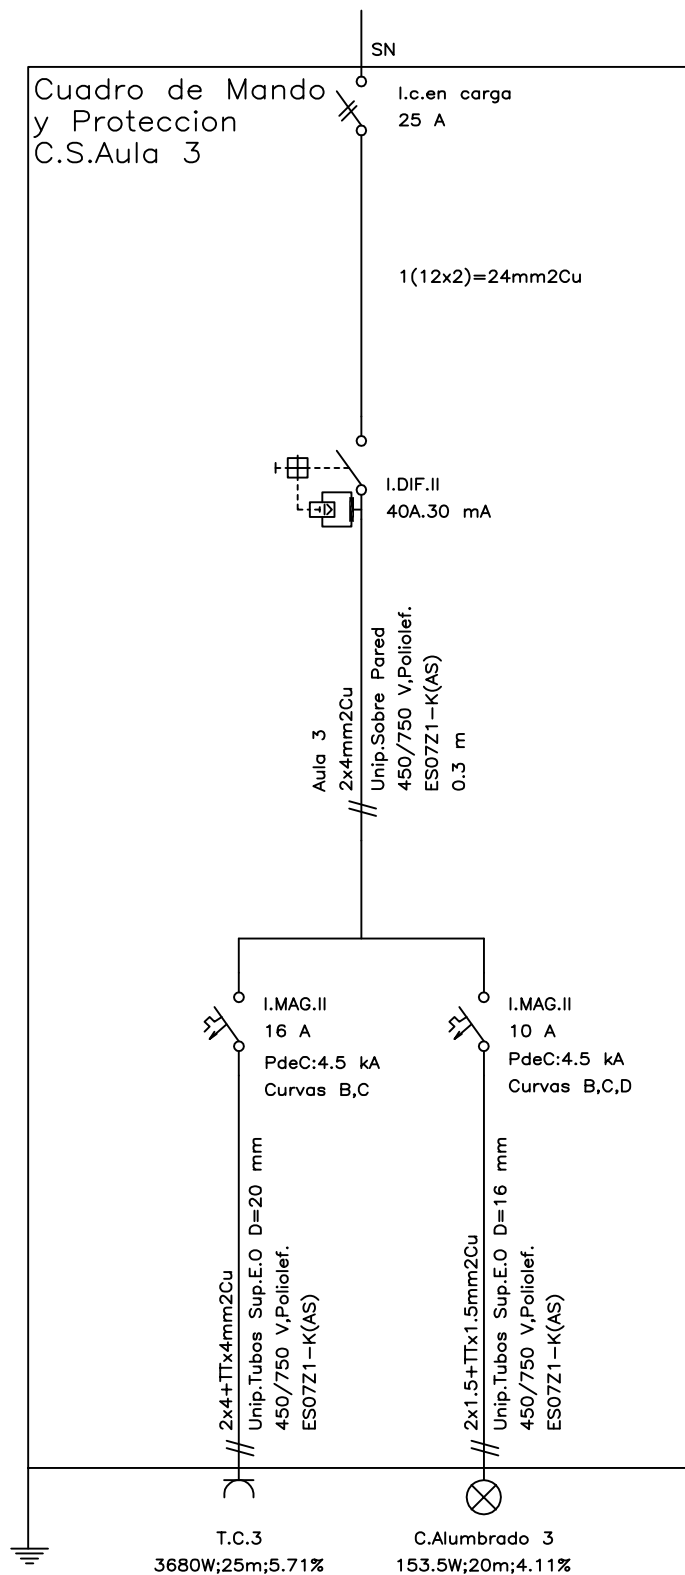 SN
Cuadro de Mando
y Proteccion
C.S.Aula 3
I.c.en carga
25 A
1(12x2)=24mm2Cu
I.DIF.II
40A.30 mA
Aula 3
2x4mm2Cu
Unip.Sobre Pared
450/750 V,Poliolef.
ES07Z1-K(AS)
0.3 m
I.MAG.II
16 A
PdeC:4.5 kA
Curvas B,C
I.MAG.II
10 A
PdeC:4.5 kA
Curvas B,C,D
2x4+TTx4mm2Cu
Unip.Tubos Sup.E.O D=20 mm
450/750 V,Poliolef.
ES07Z1-K(AS)
2x1.5+TTx1.5mm2Cu
Unip.Tubos Sup.E.O D=16 mm
450/750 V,Poliolef.
ES07Z1-K(AS)
T.C.3
3680W;25m;5.71%
C.Alumbrado 3
153.5W;20m;4.11%